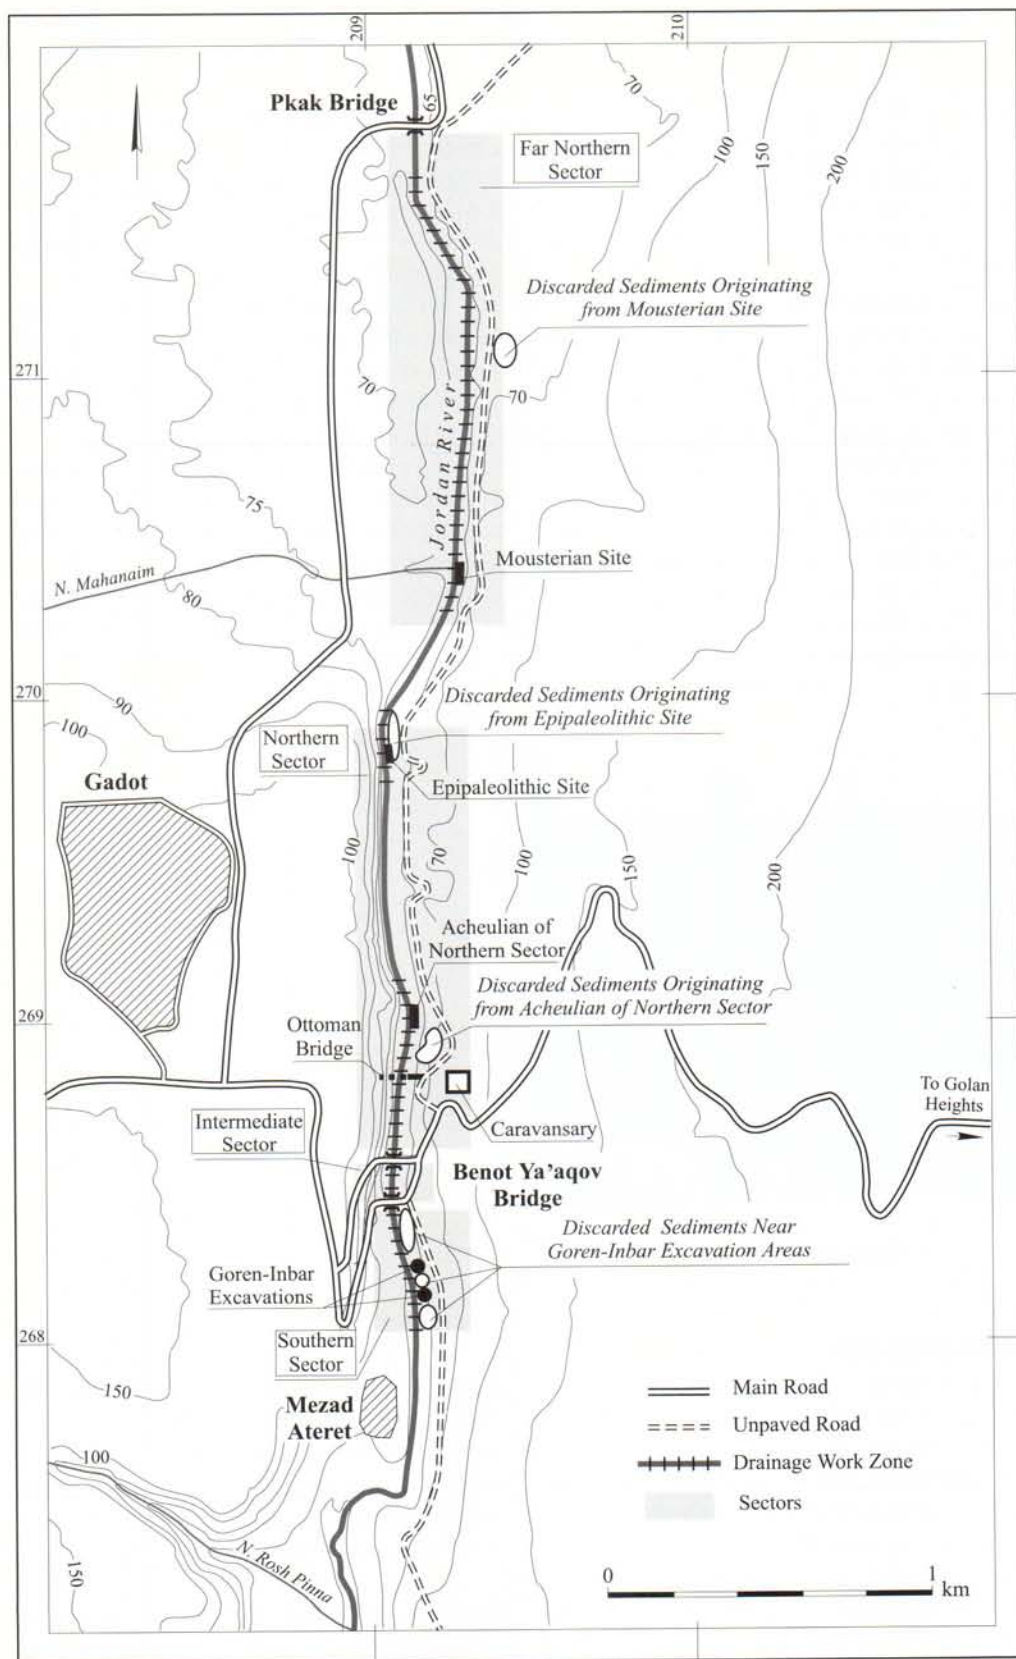 209
210
Pkak Bridge
65
70
100
150
200
Far Northern
Sector
Discarded Sediments Originating
from Mousterian Site
271
70
70
Jordan River
75
Mousterian Site
N. Mahanaim
80
270
90
100
Discarded Sediments Originating
from Epipaleolithic Site
Northern
Sector
Gadot
Epipaleolithic Site
100
70
100
150
200
Acheulian of
Northern Sector
Discarded Sediments Originating
from Acheulian of Northern Sector
269
Ottoman
Bridge
To Golan
Heights
Intermediate
Sector
Caravansary
Benot Ya’aqov
Bridge
Discarded Sediments Near
Goren-Inbar Excavation Areas
Goren-Inbar
Excavations
268
Southern
Sector
150
Mezad
Ateret
Main Road
Unpaved Road
100
Drainage Work Zone
Sectors
N. Rosh Pinna
150
0
1
km